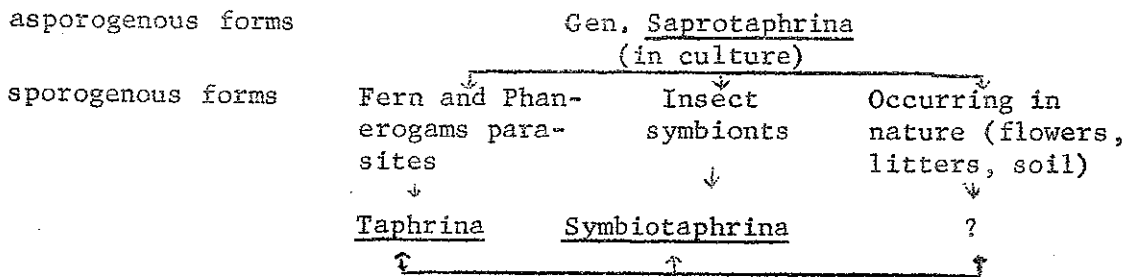 asporogenous forms Gen. Saprotaphrina
(in culture)
sporogenous forms Fern and Phan- Insect Occurring in
erogams para- symbionts nature (flowers,
sites litters, soil)
Taphrina Symbiotaphrina ?